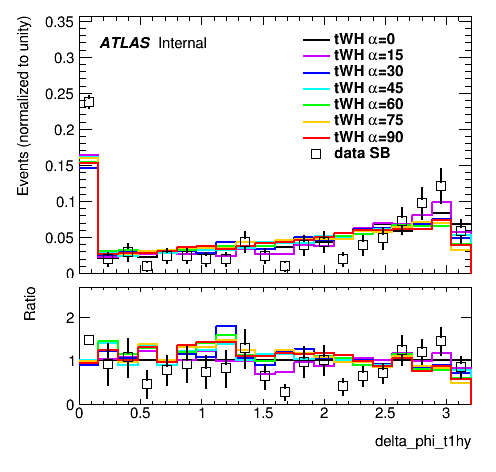 0.35
ATLAS Internal
tWH α=0
0.3
tWH α=15
tWH α=30
0.25
tWH α=45
tWH α=60
0.2
tWH α=75
tWH α=90
data SB
0.15
0.1
0.05
0
Events (normalized to unity)
Ratio
2
1
0
0 0.5 1 1.5 2 2.5 3
delta_phi_t1hy